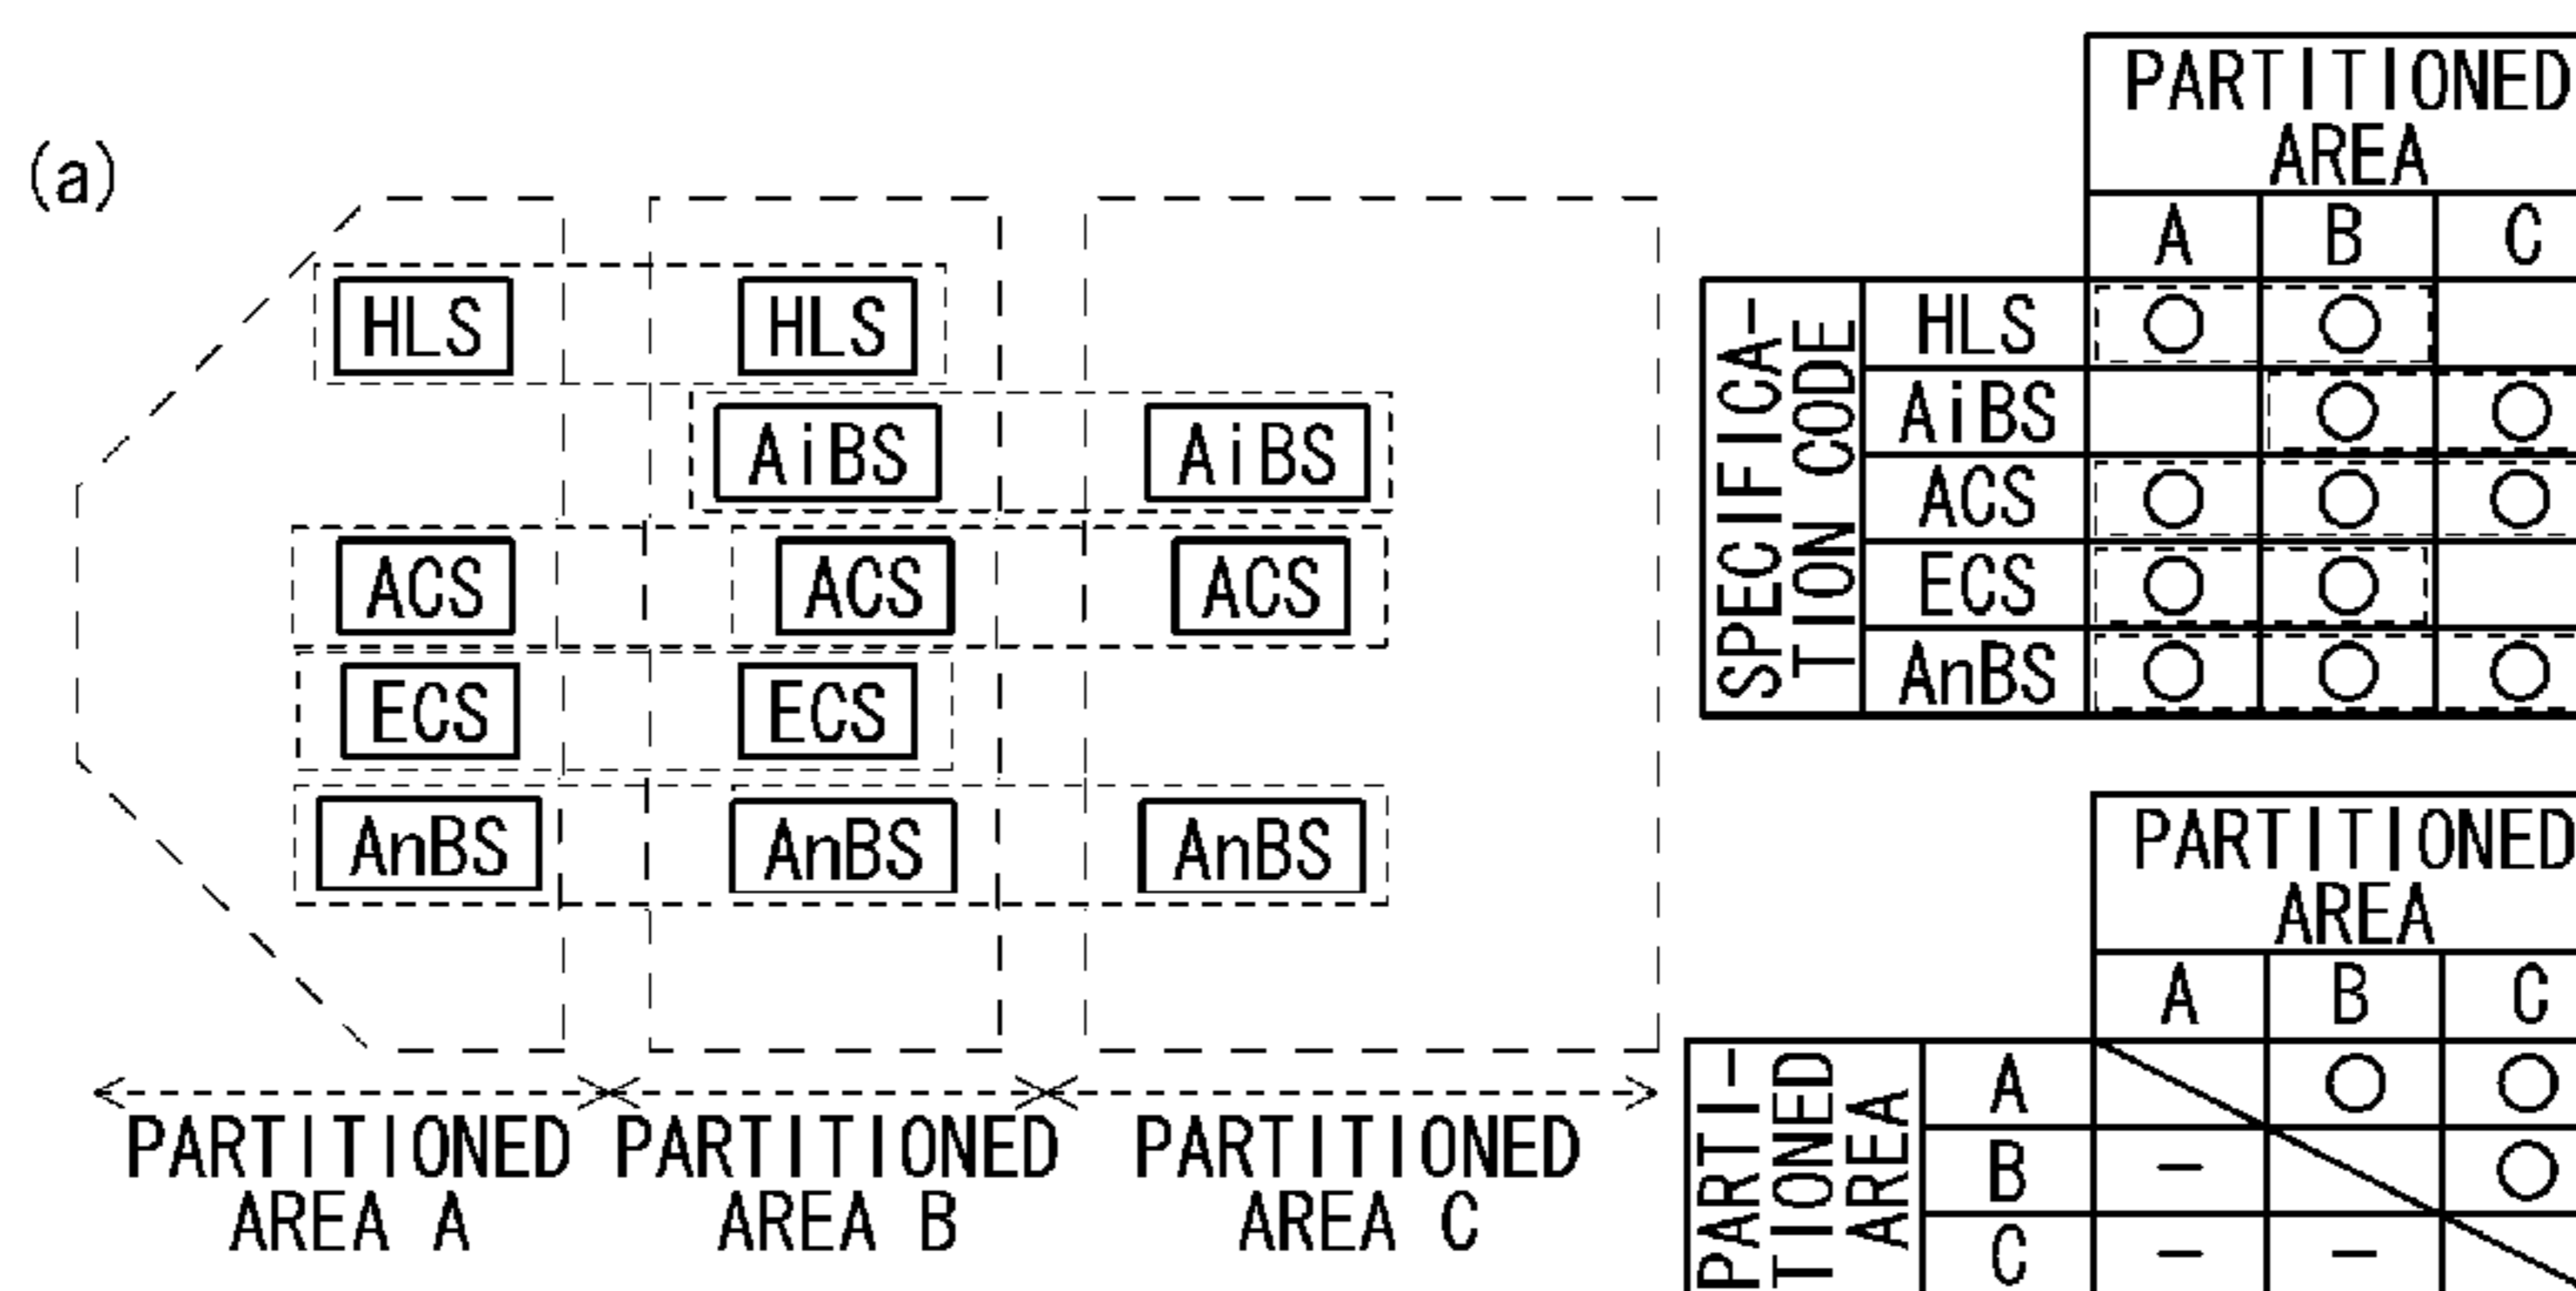 (a)
HLS HLS
AiBS AiBS
ACS ACS ACS
ECS ECS
AnBS AnBS AnBS
PARTITIONED
AREA A
PARTITIONED
AREA B
PARTITIONED
AREA C
PARTITIONED
AREA
A B C
SPECIFICA-
TION CODE
HLS ○ ○
AiBS ○ ○
ACS ○ ○ ○
ECS ○ ○
AnBS ○ ○ ○
PARTITIONED
AREA
A B C
PARTI-
TIONED
AREA
A ○ ○
B − ○
C − −